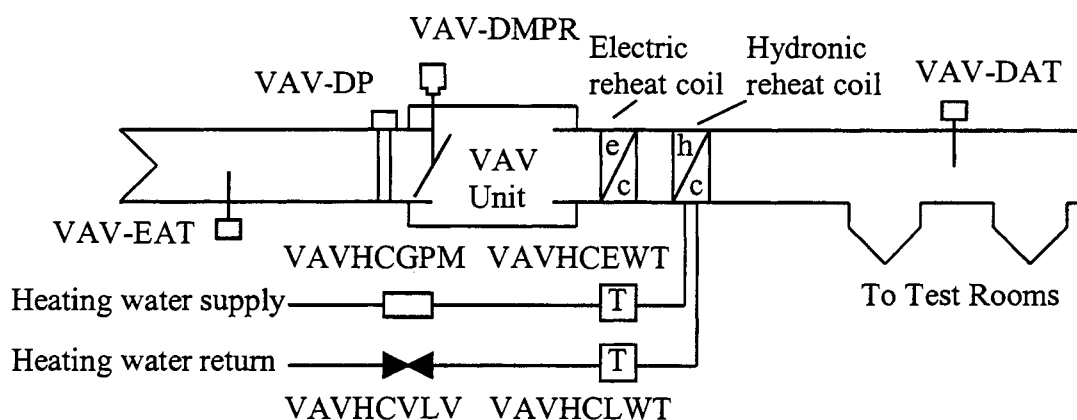 VAV-DMPR
Electric
reheat coil
Hydronic
reheat coil
VAV-DP
VAV-DAT
VAV
Unit
e
c
h
c
VAV-EAT
VAVHCGPM
VAVHCEWT
To Test Rooms
Heating water supply
T
Heating water return
T
VAVHCVLV
VAVHCLWT